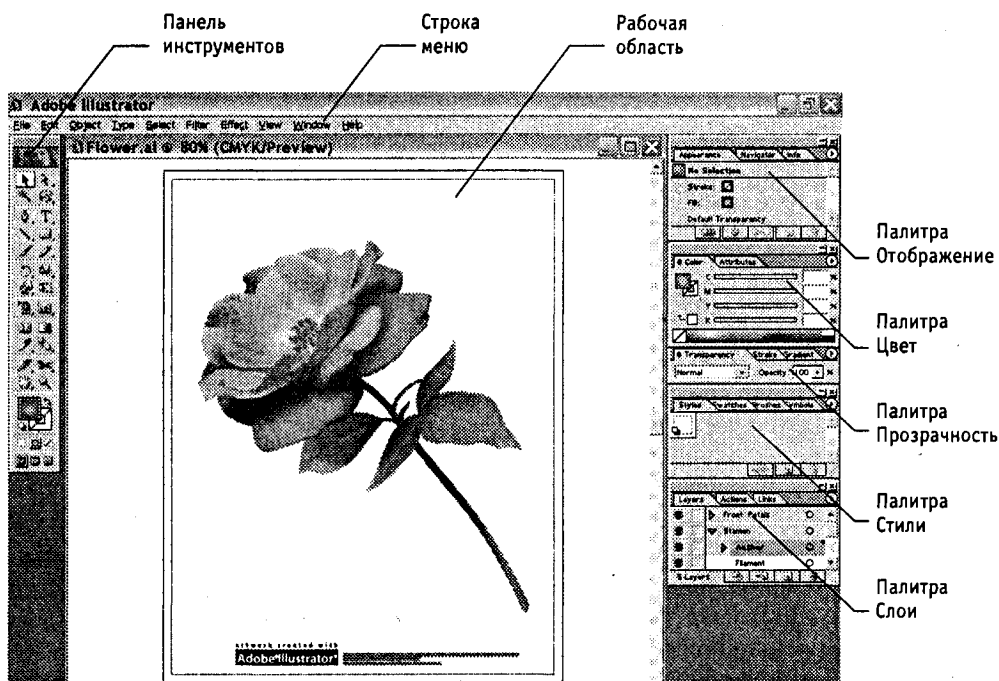 Панель
инструментов
Строка
меню
Рабочая
область
Adobe Illustrator
File Edit Object Type Select Filter Effect View Window Help
Flower.ai @ 80% (CMYK/Preview)
Appearance Navigator Info
No Selection
Stroke:
Fill:
Default Transparency
Палитра
Отображение
Color Attributes
C %
M %
Y %
K %
Палитра
Цвет
Transparency Stroke Gradient
Normal Opacity: 100 %
Палитра
Прозрачность
Styles Swatches Brushes Symbols
Палитра
Стили
Layers Actions Links
Front Petals
Stamen
Anther
Filament
Layers
Палитра
Слои
artwork created with
Adobe Illustrator